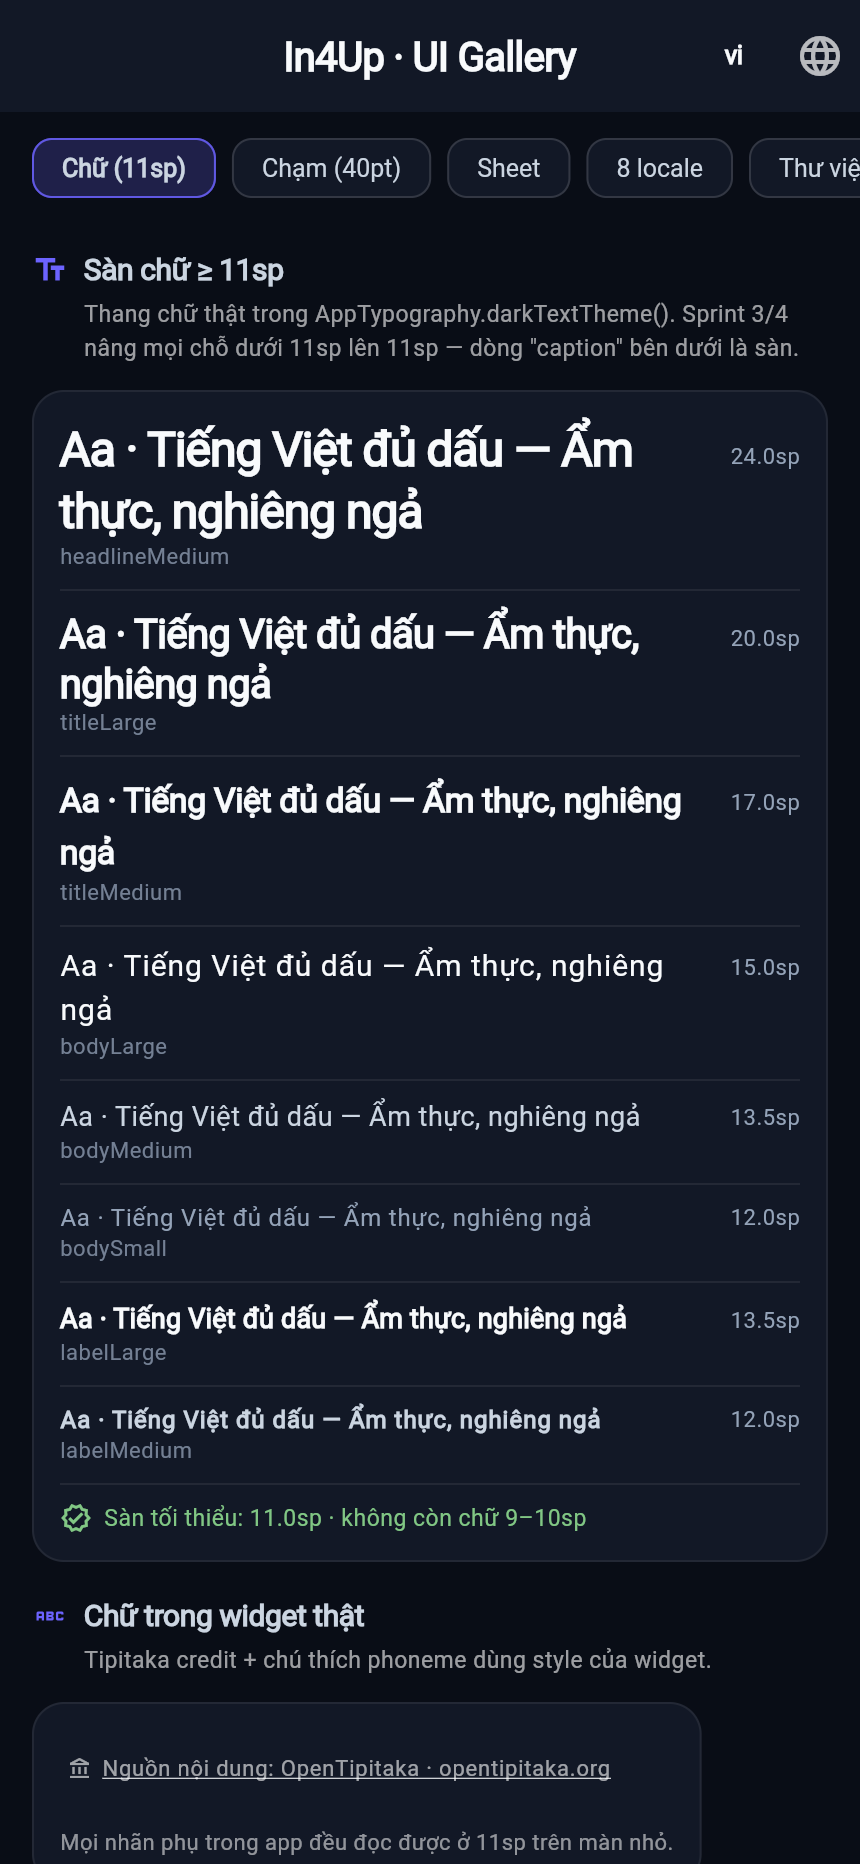 In4Up · UI Gallery
vi
Chữ (11sp)
Chạm (40pt)
Sheet
8 locale
Thư việ
Sàn chữ ≥ 11sp
Thang chữ thật trong AppTypography.darkTextTheme(). Sprint 3/4
nâng mọi chỗ dưới 11sp lên 11sp — dòng "caption" bên dưới là sàn.
Aa · Tiếng Việt đủ dấu — Ẩm
thực, nghiêng ngả
24.0sp
headlineMedium
Aa · Tiếng Việt đủ dấu — Ẩm thực,
nghiêng ngả
20.0sp
titleLarge
Aa · Tiếng Việt đủ dấu — Ẩm thực, nghiêng
ngả
17.0sp
titleMedium
Aa · Tiếng Việt đủ dấu — Ẩm thực, nghiêng
ngả
15.0sp
bodyLarge
Aa · Tiếng Việt đủ dấu — Ẩm thực, nghiêng ngả
13.5sp
bodyMedium
Aa · Tiếng Việt đủ dấu — Ẩm thực, nghiêng ngả
12.0sp
bodySmall
Aa · Tiếng Việt đủ dấu — Ẩm thực, nghiêng ngả
13.5sp
labelLarge
Aa · Tiếng Việt đủ dấu — Ẩm thực, nghiêng ngả
12.0sp
labelMedium
Sàn tối thiểu: 11.0sp · không còn chữ 9–10sp
ABC
Chữ trong widget thật
Tipitaka credit + chú thích phoneme dùng style của widget.
Nguồn nội dung: OpenTipitaka · opentipitaka.org
Mọi nhãn phụ trong app đều đọc được ở 11sp trên màn nhỏ.